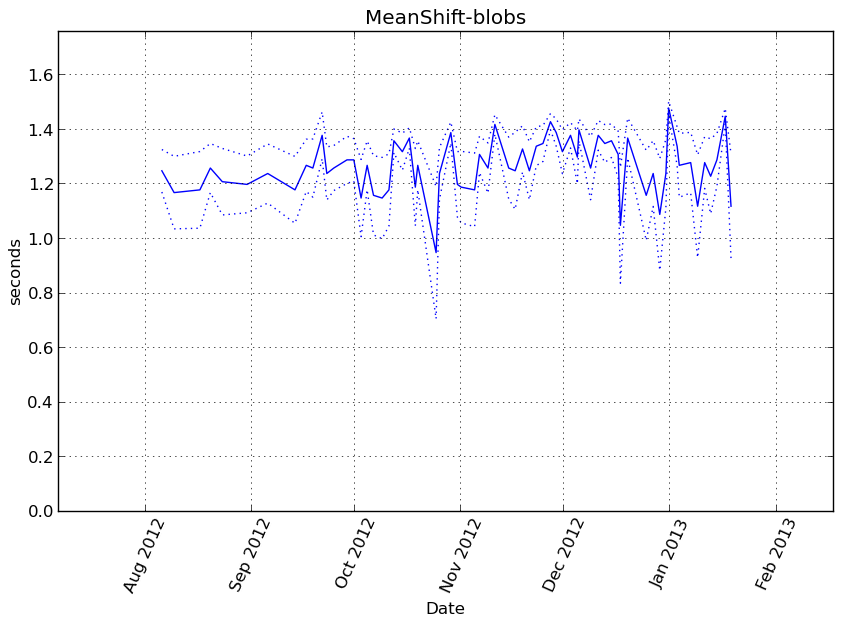 MeanShift-blobs
1.6
1.4
1.2
1.0
0.8
0.6
0.4
0.2
0.0
seconds
Aug 2012
Sep 2012
Oct 2012
Nov 2012
Dec 2012
Jan 2013
Feb 2013
Date